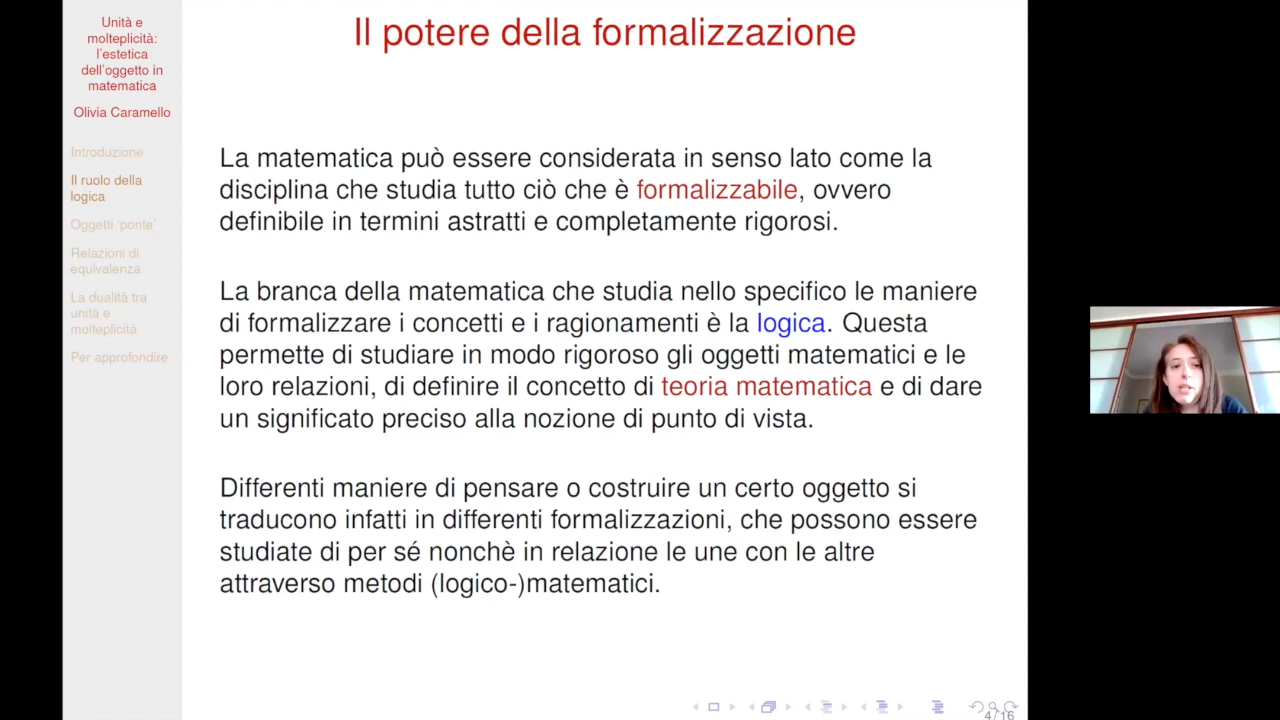 Unità e
molteplicità:
l'estetica
dell'oggetto in
matematica
Olivia Caramello
Introduzione
Il ruolo della
logica
Oggetti 'ponte'
Relazioni di
equivalenza
La dualità tra
unità e
molteplicità
Per approfondire
Il potere della formalizzazione
La matematica può essere considerata in senso lato come la
disciplina che studia tutto ciò che è formalizzabile, ovvero
definibile in termini astratti e completamente rigorosi.
La branca della matematica che studia nello specifico le maniere
di formalizzare i concetti e i ragionamenti è la logica. Questa
permette di studiare in modo rigoroso gli oggetti matematici e le
loro relazioni, di definire il concetto di teoria matematica e di dare
un significato preciso alla nozione di punto di vista.
Differenti maniere di pensare o costruire un certo oggetto si
traducono infatti in differenti formalizzazioni, che possono essere
studiate di per sé nonchè in relazione le une con le altre
attraverso metodi (logico-)matematici.
4/16